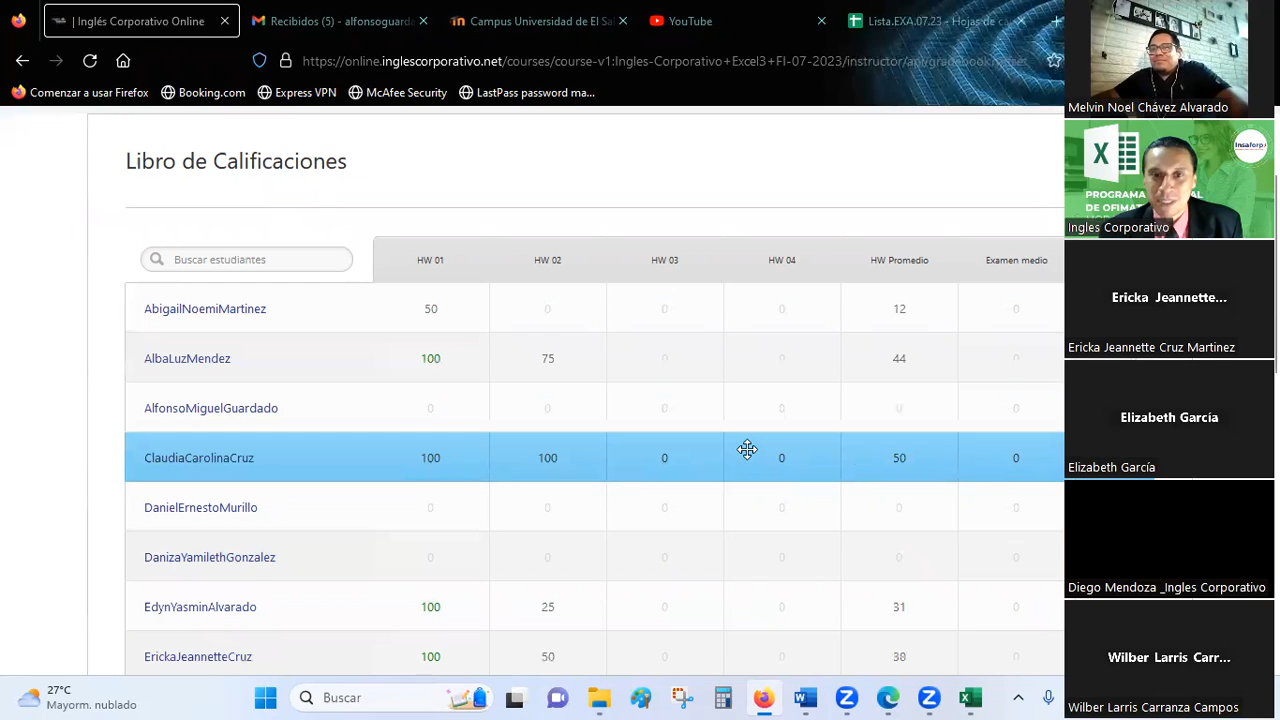 | Inglés Corporativo Online
Recibidos (5) - alfonsoguarda
Campus Universidad de El Sal
YouTube
Lista.EXA.07.23 - Hojas de cá
https://online.inglescorporativo.net/courses/course-v1:Ingles-Corporativo+Excel3+FI-07-2023/instructor/api/gradebook
Comenzar a usar Firefox
Booking.com
Express VPN
McAfee Security
LastPass password ma...
Libro de Calificaciones
Buscar estudiantes
HW 01 HW 02 HW 03 HW 04 HW Promedio Examen medio
AbigailNoemiMartinez 50 0 0 0 12 0
AlbaLuzMendez 100 75 0 0 44 0
AlfonsoMiguelGuardado 0 0 0 0 0 0
ClaudiaCarolinaCruz 100 100 0 0 50 0
DanielErnestoMurillo 0 0 0 0 0 0
DanizaYamilethGonzalez 0 0 0 0 0 0
EdynYasminAlvarado 100 25 0 0 31 0
ErickaJeannetteCruz 100 50 0 0 38 0
Melvin Noel Chávez Alvarado
X
Insaforp
PROGRAMA
DE OFIMA
Ingles Corporativo
Ericka Jeannette...
Ericka Jeannette Cruz Martinez
Elizabeth García
Elizabeth García
Diego Mendoza _Ingles Corporativo
Wilber Larris Carr...
Wilber Larris Carranza Campos
27°C
Mayorm. nublado
Buscar